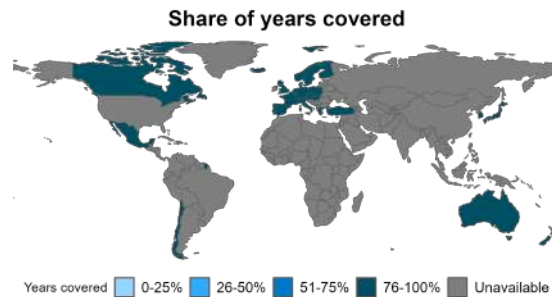 Share of years covered
Years covered 0-25% 26-50% 51-75% 76-100% Unavailable